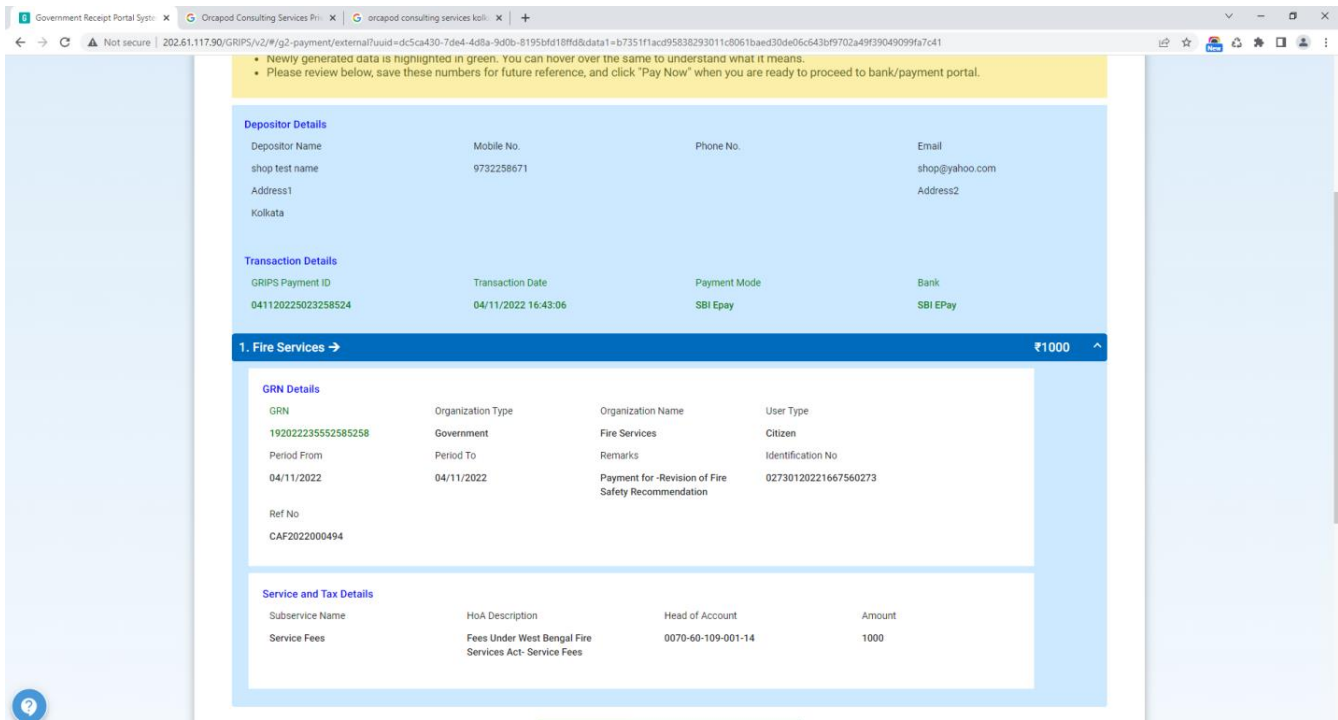 Government Receipt Portal Syste
Orcapod Consulting Services Pri
orcapod consulting services kolk
Not secure | 202.61.117.90/GRIPS/v2/#/g2-payment/external?uuid=dc5ca430-7de4-4d8a-9d0b-8195bfd18ffd&data1=b7351f1acd95838293011c8061baed30de06c643bf9702a49f39049099fa7c41
New
• Newly generated data is highlighted in green. You can hover over the same to understand what it means.
• Please review below, save these numbers for future reference, and click "Pay Now" when you are ready to proceed to bank/payment portal.
Depositor Details
Depositor Name Mobile No. Phone No. Email
shop test name 9732258671 shop@yahoo.com
Address1 Address2
Kolkata
Transaction Details
GRIPS Payment ID Transaction Date Payment Mode Bank
041120225023258524 04/11/2022 16:43:06 SBI Epay SBI EPay
1. Fire Services → ₹1000
GRN Details
GRN Organization Type Organization Name User Type
192022235552585258 Government Fire Services Citizen
Period From Period To Remarks Identification No
04/11/2022 04/11/2022 Payment for -Revision of Fire 02730120221667560273
Safety Recommendation
Ref No
CAF2022000494
Service and Tax Details
Subservice Name HoA Description Head of Account Amount
Service Fees Fees Under West Bengal Fire 0070-60-109-001-14 1000
Services Act- Service Fees